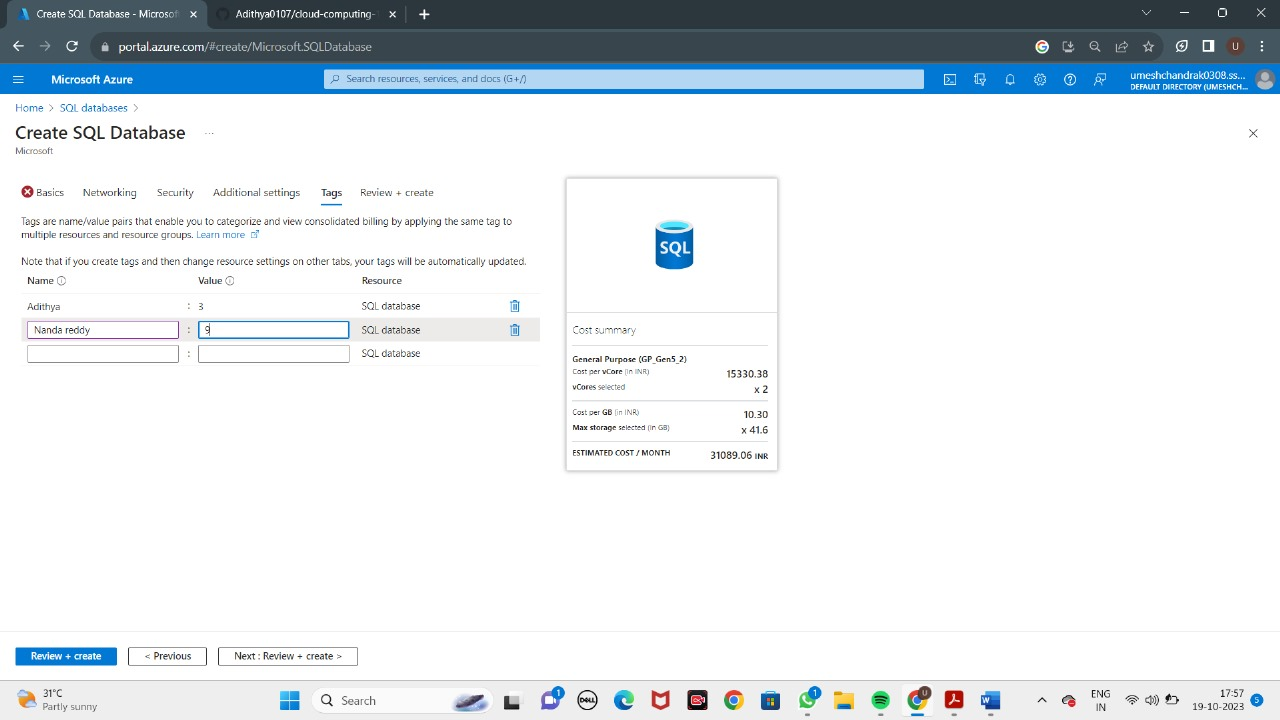 Create SQL Database - Microsoft
Adithya0107/cloud-computing-
portal.azure.com/#create/Microsoft.SQLDatabase
U
Microsoft Azure
Search resources, services, and docs (G+/)
umeshchandrak0308.ss...
DEFAULT DIRECTORY (UMESHCH...
Home > SQL databases >
Create SQL Database ...
Microsoft
Basics Networking Security Additional settings Tags Review + create
Tags are name/value pairs that enable you to categorize and view consolidated billing by applying the same tag to
multiple resources and resource groups. Learn more
Note that if you create tags and then change resource settings on other tabs, your tags will be automatically updated.
Name Value Resource
Adithya : 3 SQL database
Nanda reddy : 9 SQL database
: SQL database
SQL
Cost summary
General Purpose (GP_Gen5_2)
Cost per vCore (in INR) 15330.38
vCores selected x 2
Cost per GB (in INR) 10.30
Max storage selected (in GB) x 41.6
ESTIMATED COST / MONTH 31089.06 INR
Review + create < Previous Next : Review + create >
31°C
Partly sunny
Search
1
DELL
1
U
W
ENG
IN
17:57
19-10-2023
5